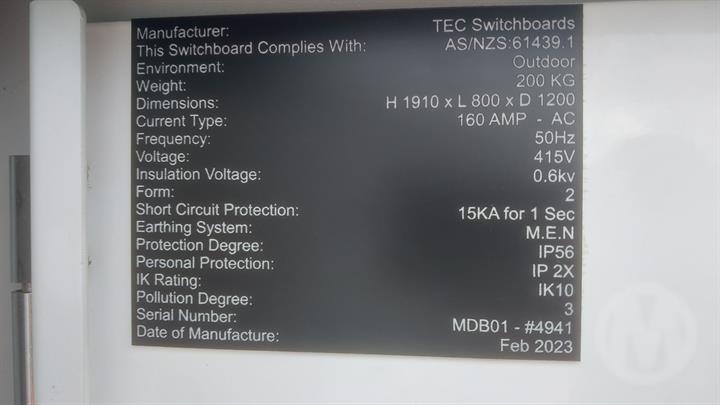 Manufacturer: TEC Switchboards
This Switchboard Complies With: AS/NZS:61439.1
Environment: Outdoor
Weight: 200 KG
Dimensions: H 1910 x L 800 x D 1200
Current Type: 160 AMP - AC
Frequency: 50Hz
Voltage: 415V
Insulation Voltage: 0.6kv
Form: 2
Short Circuit Protection: 15KA for 1 Sec
Earthing System: M.E.N
Protection Degree: IP56
Personal Protection: IP 2X
IK Rating: IK10
Pollution Degree: 3
Serial Number: MDB01 - #4941
Date of Manufacture: Feb 2023
M